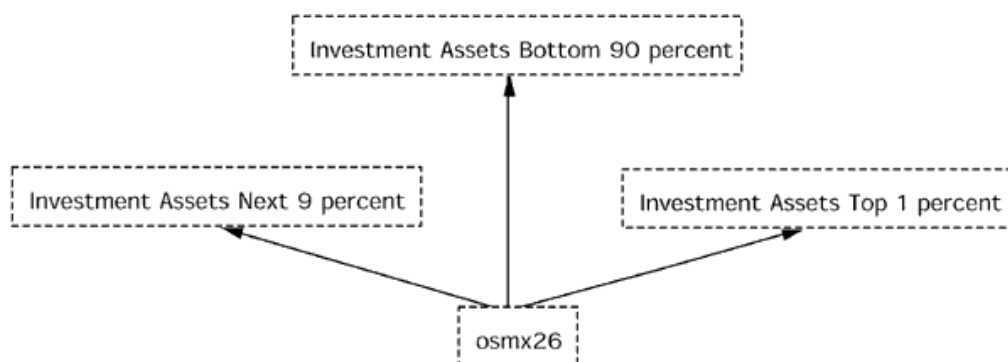 Investment Assets Bottom 90 percent
Investment Assets Next 9 percent
Investment Assets Top 1 percent
osmx26